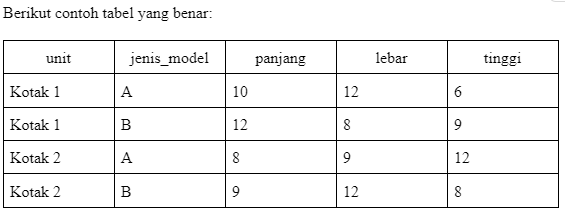 Berikut contoh tabel yang benar:
unit jenis_model panjang lebar tinggi
Kotak 1 A 10 12 6
Kotak 1 B 12 8 9
Kotak 2 A 8 9 12
Kotak 2 B 9 12 8